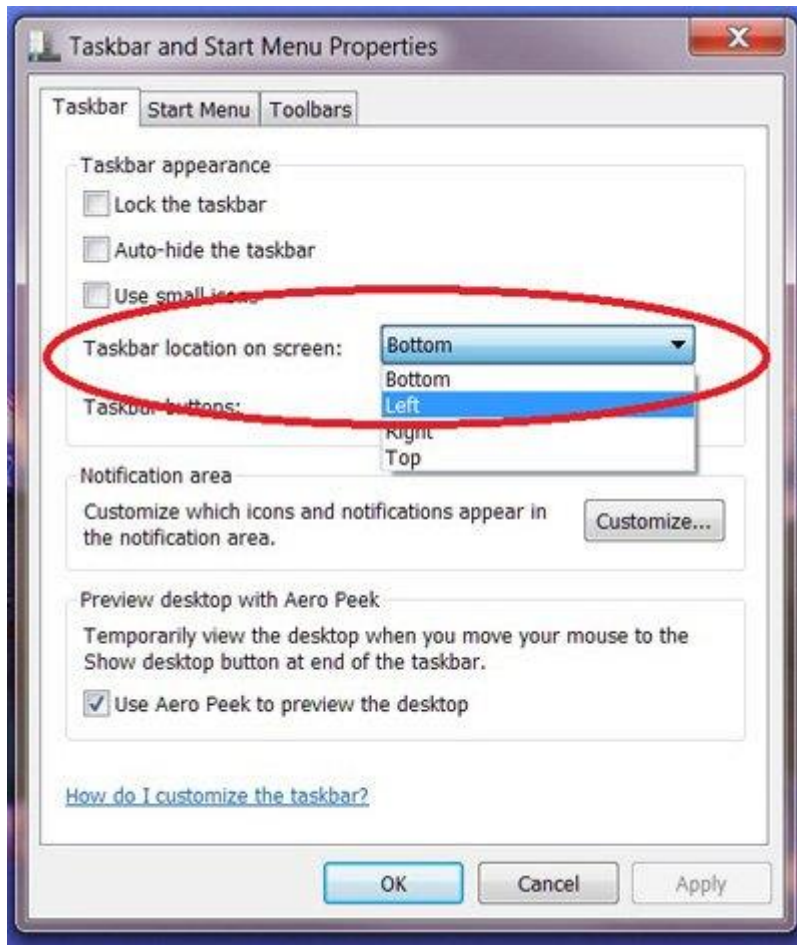 Taskbar and Start Menu Properties
Taskbar Start Menu Toolbars
Taskbar appearance
Lock the taskbar
Auto-hide the taskbar
Use small icons
Taskbar location on screen: Bottom
Bottom
Taskbar buttons: Left
Right
Top
Notification area
Customize which icons and notifications appear in
the notification area.
Customize...
Preview desktop with Aero Peek
Temporarily view the desktop when you move your mouse to the
Show desktop button at end of the taskbar.
Use Aero Peek to preview the desktop
How do I customize the taskbar?
OK Cancel Apply